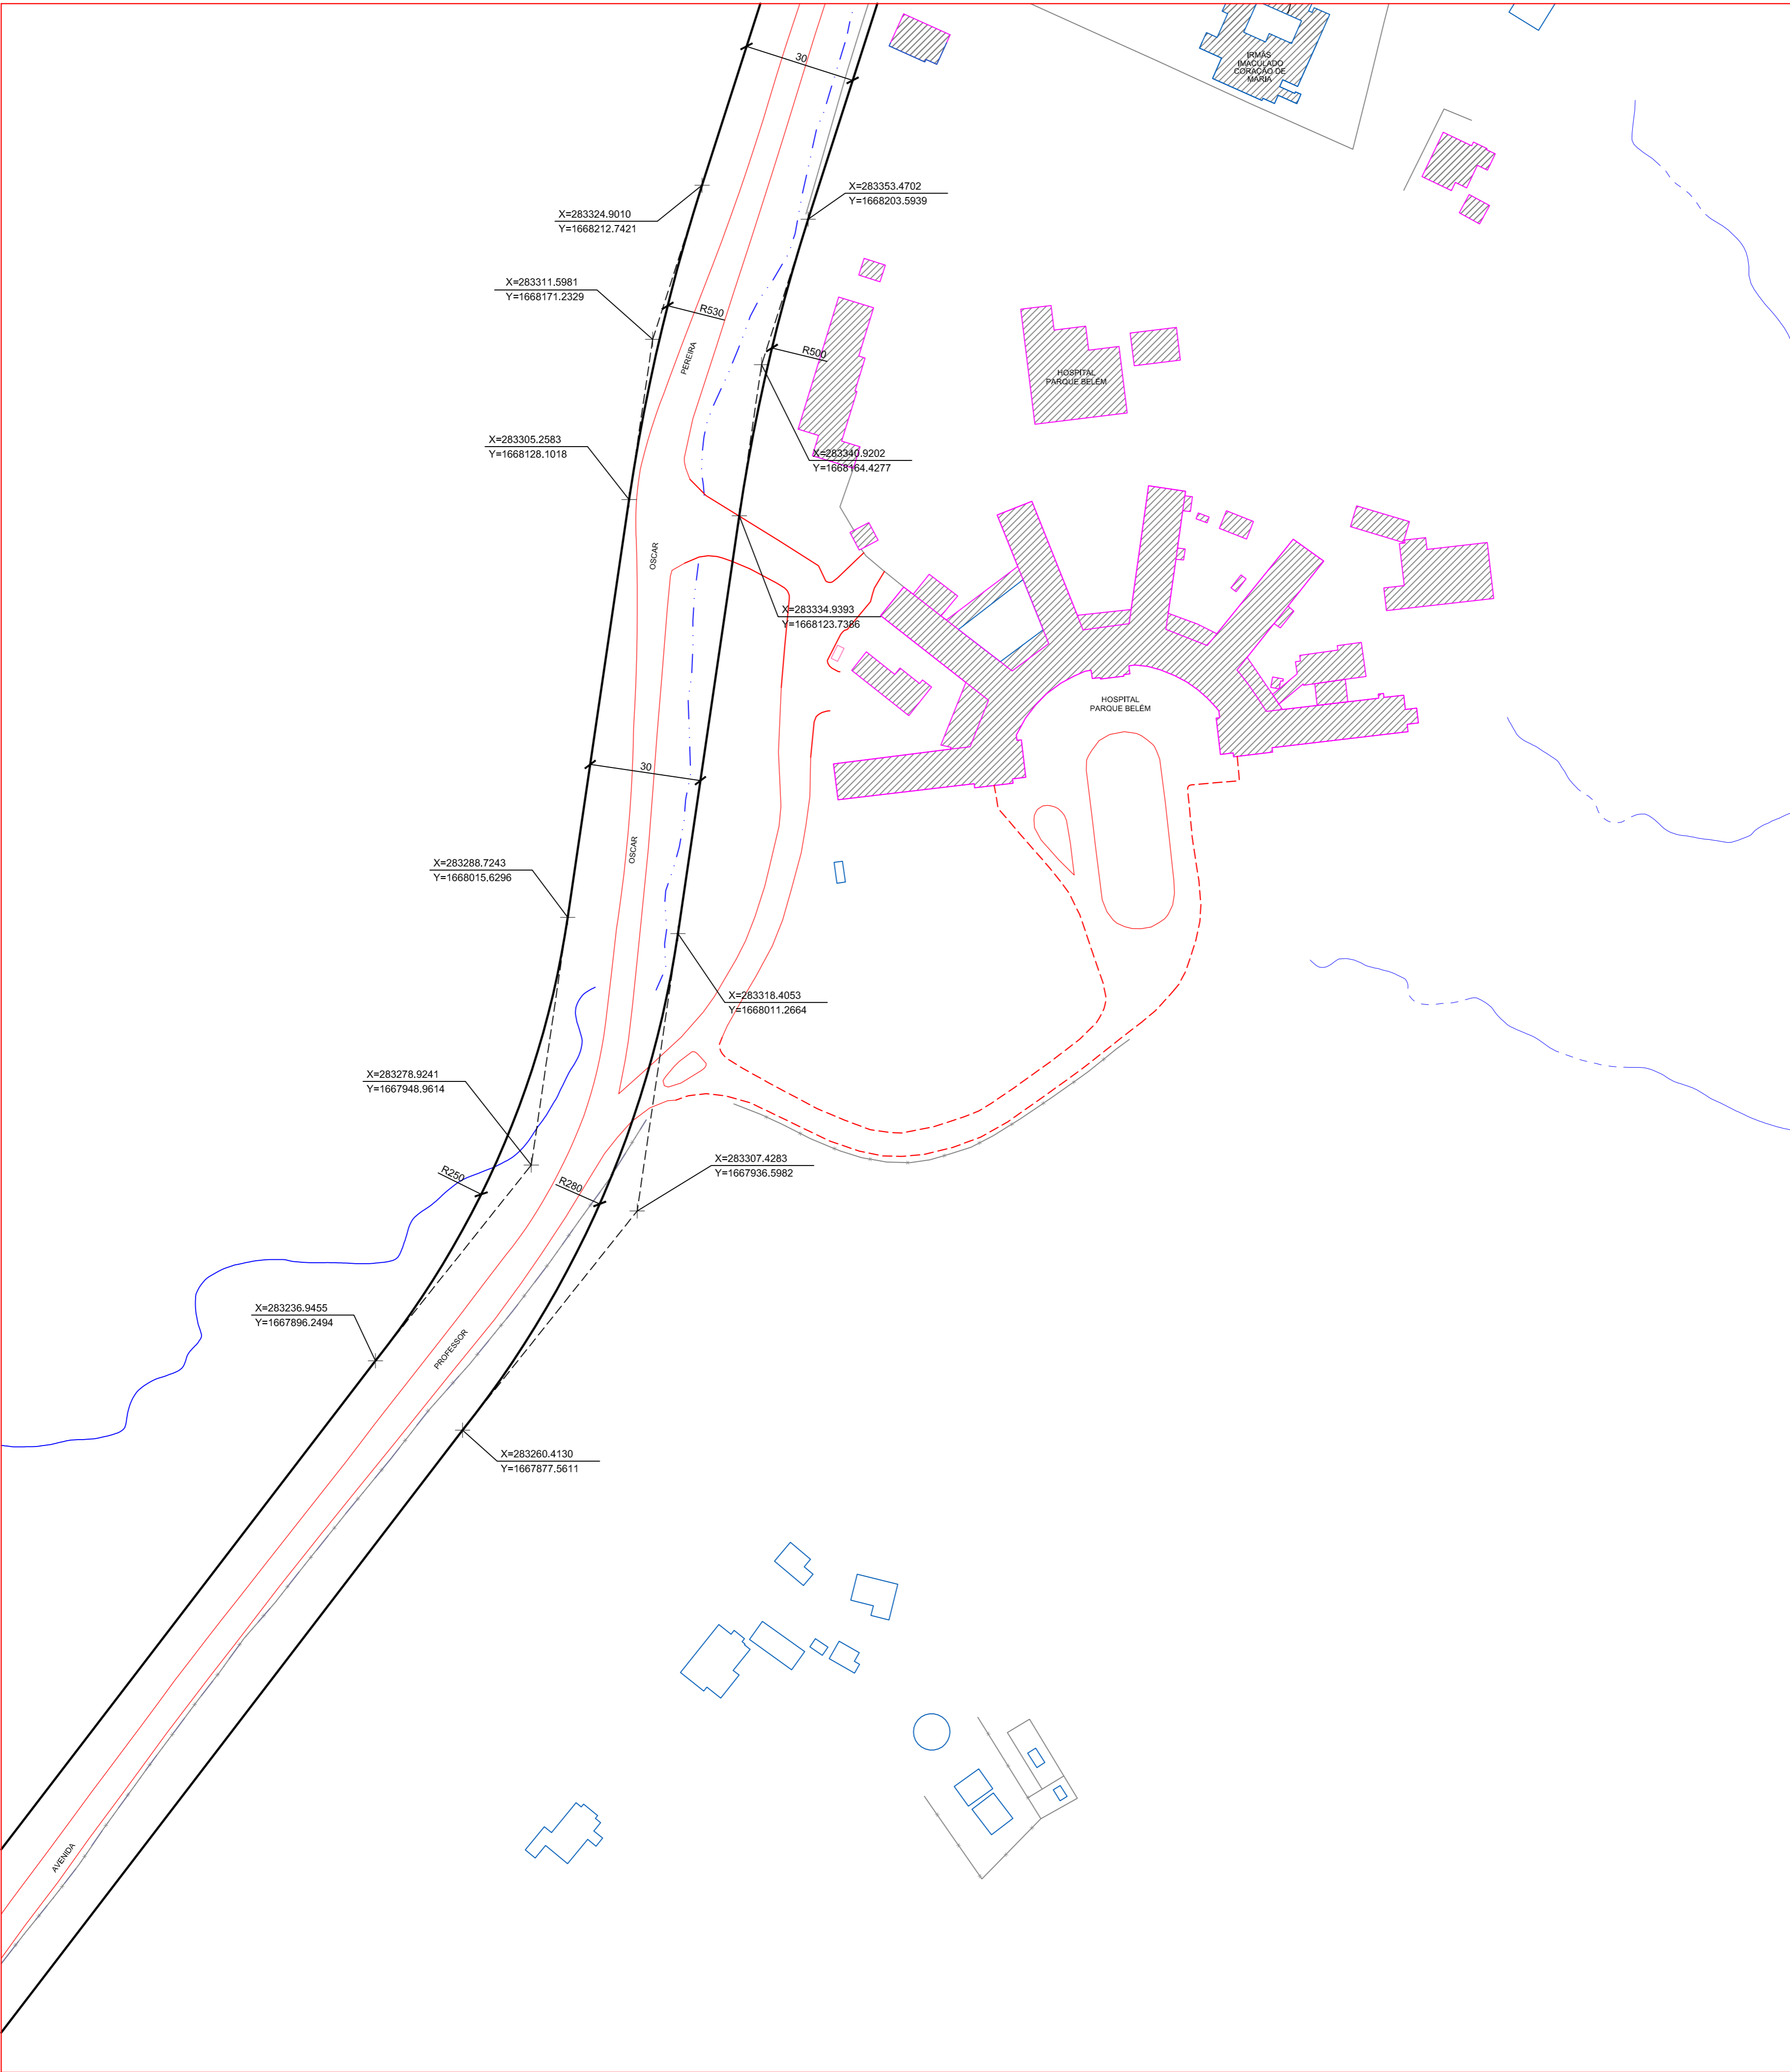 30
IRMÃS
IMACULADO
CORAÇÃO DE
MARIA
X=283353.4702
Y=1668203.5939
X=283324.9010
Y=1668212.7421
X=283311.5981
Y=1668171.2329
R530
PEREIRA
R500
HOSPITAL
PARQUE BELÉM
X=283305.2583
Y=1668128.1018
X=283340.9202
Y=1668164.4277
OSCAR
X=283334.9393
Y=1668123.7386
HOSPITAL
PARQUE BELÉM
30
OSCAR
X=283288.7243
Y=1668015.6296
X=283318.4053
Y=1668011.2664
X=283278.9241
Y=1667948.9614
X=283307.4283
Y=1667936.5982
R250
R280
X=283236.9455
Y=1667896.2494
PROFESSOR
X=283260.4130
Y=1667877.5611
AVENIDA